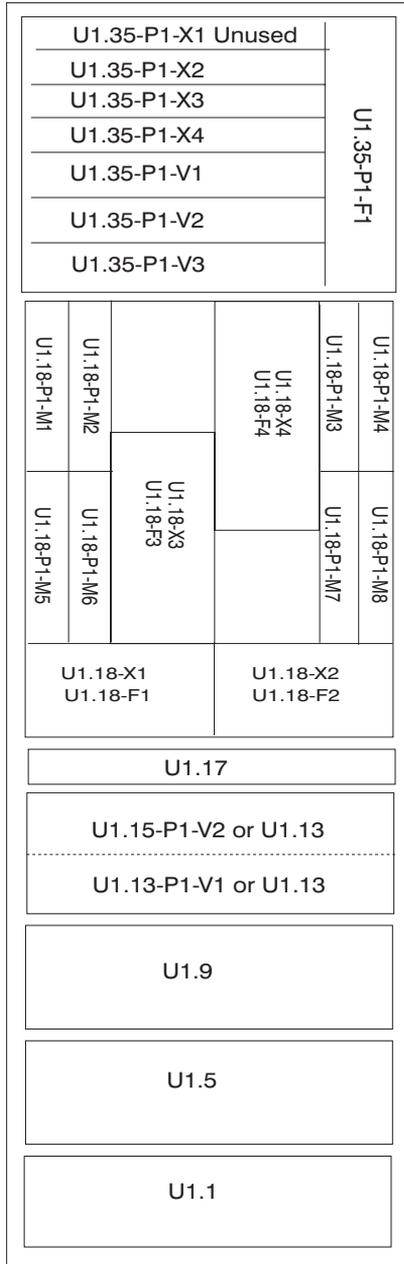 U1.35-P1-X1 Unused
U1.35-P1-X2
U1.35-P1-X3
U1.35-P1-X4
U1.35-P1-V1
U1.35-P1-V2
U1.35-P1-V3
U1.35-P1-F1
U1.18-P1-M1
U1.18-P1-M2
U1.18-X4
U1.18-F4
U1.18-P1-M3
U1.18-P1-M4
U1.18-P1-M5
U1.18-P1-M6
U1.18-X3
U1.18-F3
U1.18-P1-M7
U1.18-P1-M8
U1.18-X1
U1.18-F1
U1.18-X2
U1.18-F2
U1.17
U1.15-P1-V2 or U1.13
U1.13-P1-V1 or U1.13
U1.9
U1.5
U1.1